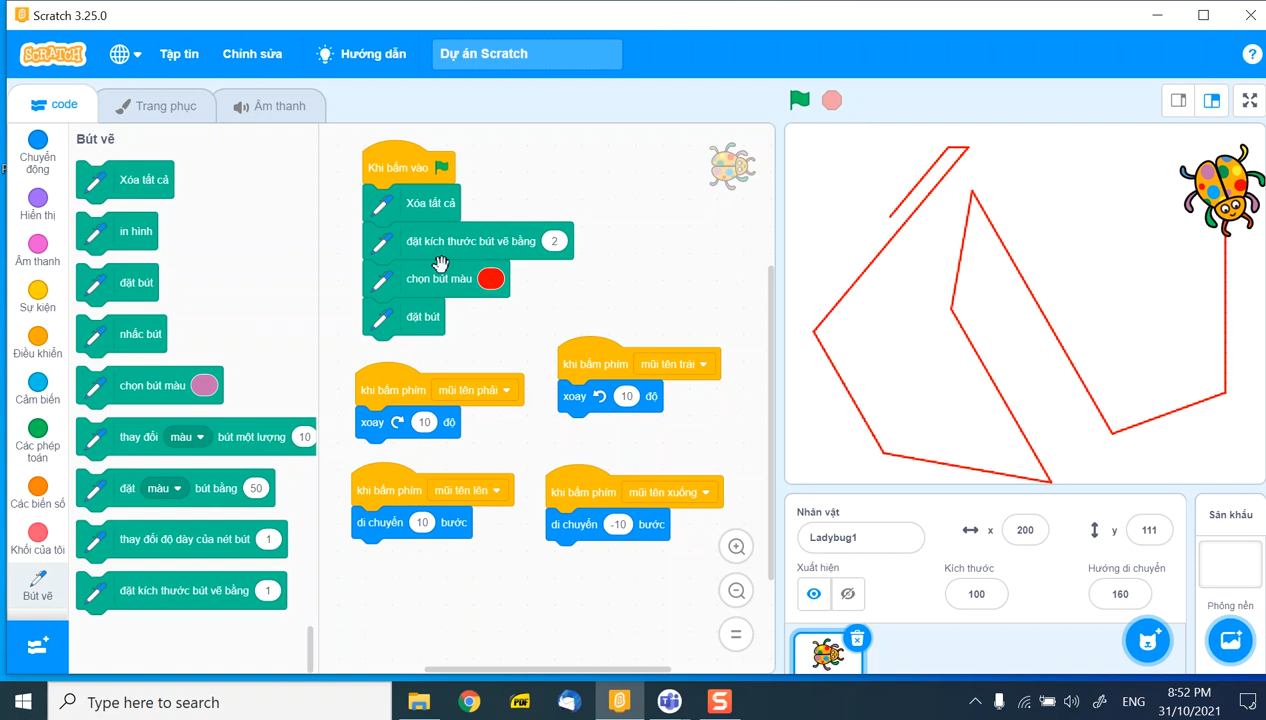 Scratch 3.25.0
SCRATCH
Tập tin
Chỉnh sửa
Hướng dẫn
Dự án Scratch
?
code
Trang phục
Âm thanh
Chuyển động
Hiển thị
Âm thanh
Sự kiện
Điều khiển
Cảm biến
Các phép toán
Các biến số
Khối của tôi
Bút vẽ
Bút vẽ
Xóa tất cả
in hình
đặt bút
nhấc bút
chọn bút màu
thay đổi màu bút một lượng 10
đặt màu bút bằng 50
thay đổi độ dày của nét bút 1
đặt kích thước bút vẽ bằng 1
Khi bấm vào
Xóa tất cả
đặt kích thước bút vẽ bằng 2
chọn bút màu
đặt bút
khi bấm phím mũi tên phải
xoay 10 độ
khi bấm phím mũi tên trái
xoay 10 độ
khi bấm phím mũi tên lên
di chuyển 10 bước
khi bấm phím mũi tên xuống
di chuyển -10 bước
Nhân vật
Ladybug1
x 200
y 111
Xuất hiện
Kích thước
100
Hướng di chuyển
160
Sân khấu
Phông nền
Type here to search
ENG
8:52 PM
31/10/2021